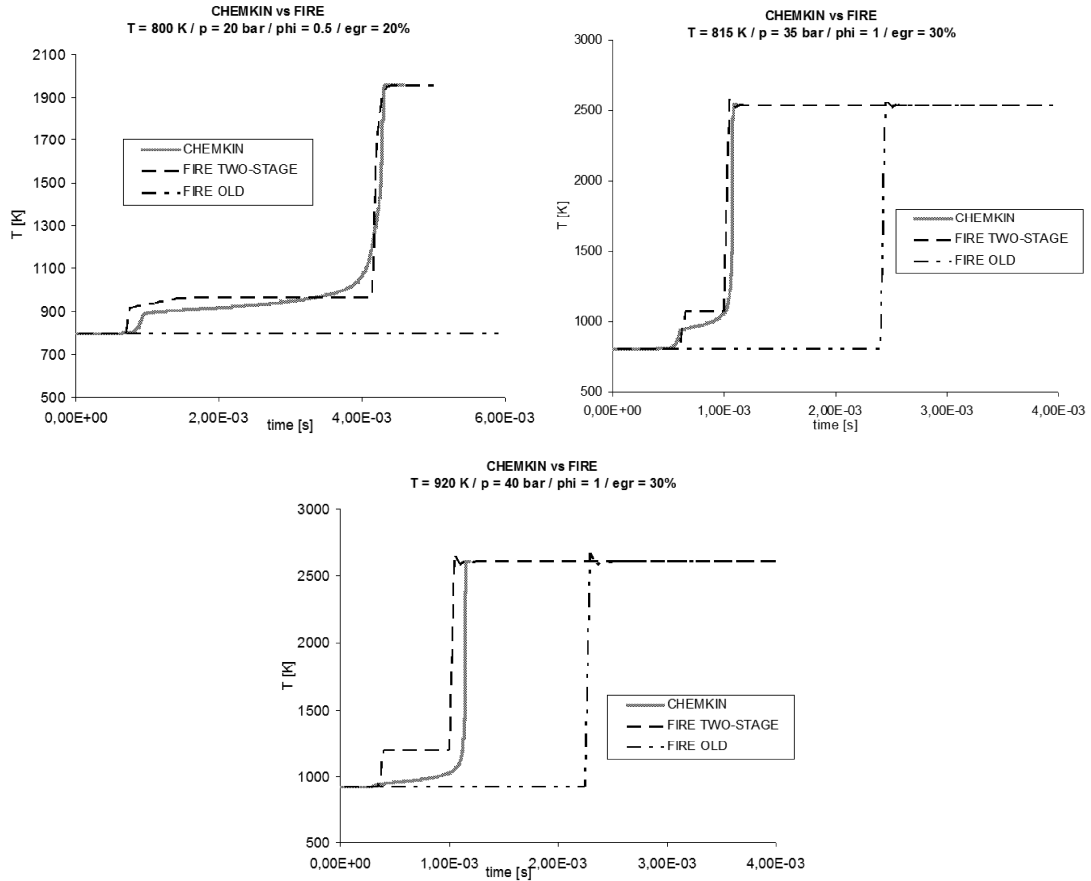 CHEMKIN vs FIRE
T = 800 K / p = 20 bar / phi = 0.5 / egr = 20%
2100
1900
1700
1500
1300
1100
900
700
500
T [K]
CHEMKIN
FIRE TWO-STAGE
FIRE OLD
0,00E+00 2,00E-03 4,00E-03 6,00E-03
time [s]
CHEMKIN vs FIRE
T = 815 K / p = 35 bar / phi = 1 / egr = 30%
3000
2500
2000
1500
1000
500
T [K]
CHEMKIN
FIRE TWO-STAGE
FIRE OLD
0,00E+00 1,00E-03 2,00E-03 3,00E-03 4,00E-03
time [s]
CHEMKIN vs FIRE
T = 920 K / p = 40 bar / phi = 1 / egr = 30%
3000
2500
2000
1500
1000
500
T [K]
CHEMKIN
FIRE TWO-STAGE
FIRE OLD
0,00E+00 1,00E-03 2,00E-03 3,00E-03 4,00E-03
time [s]